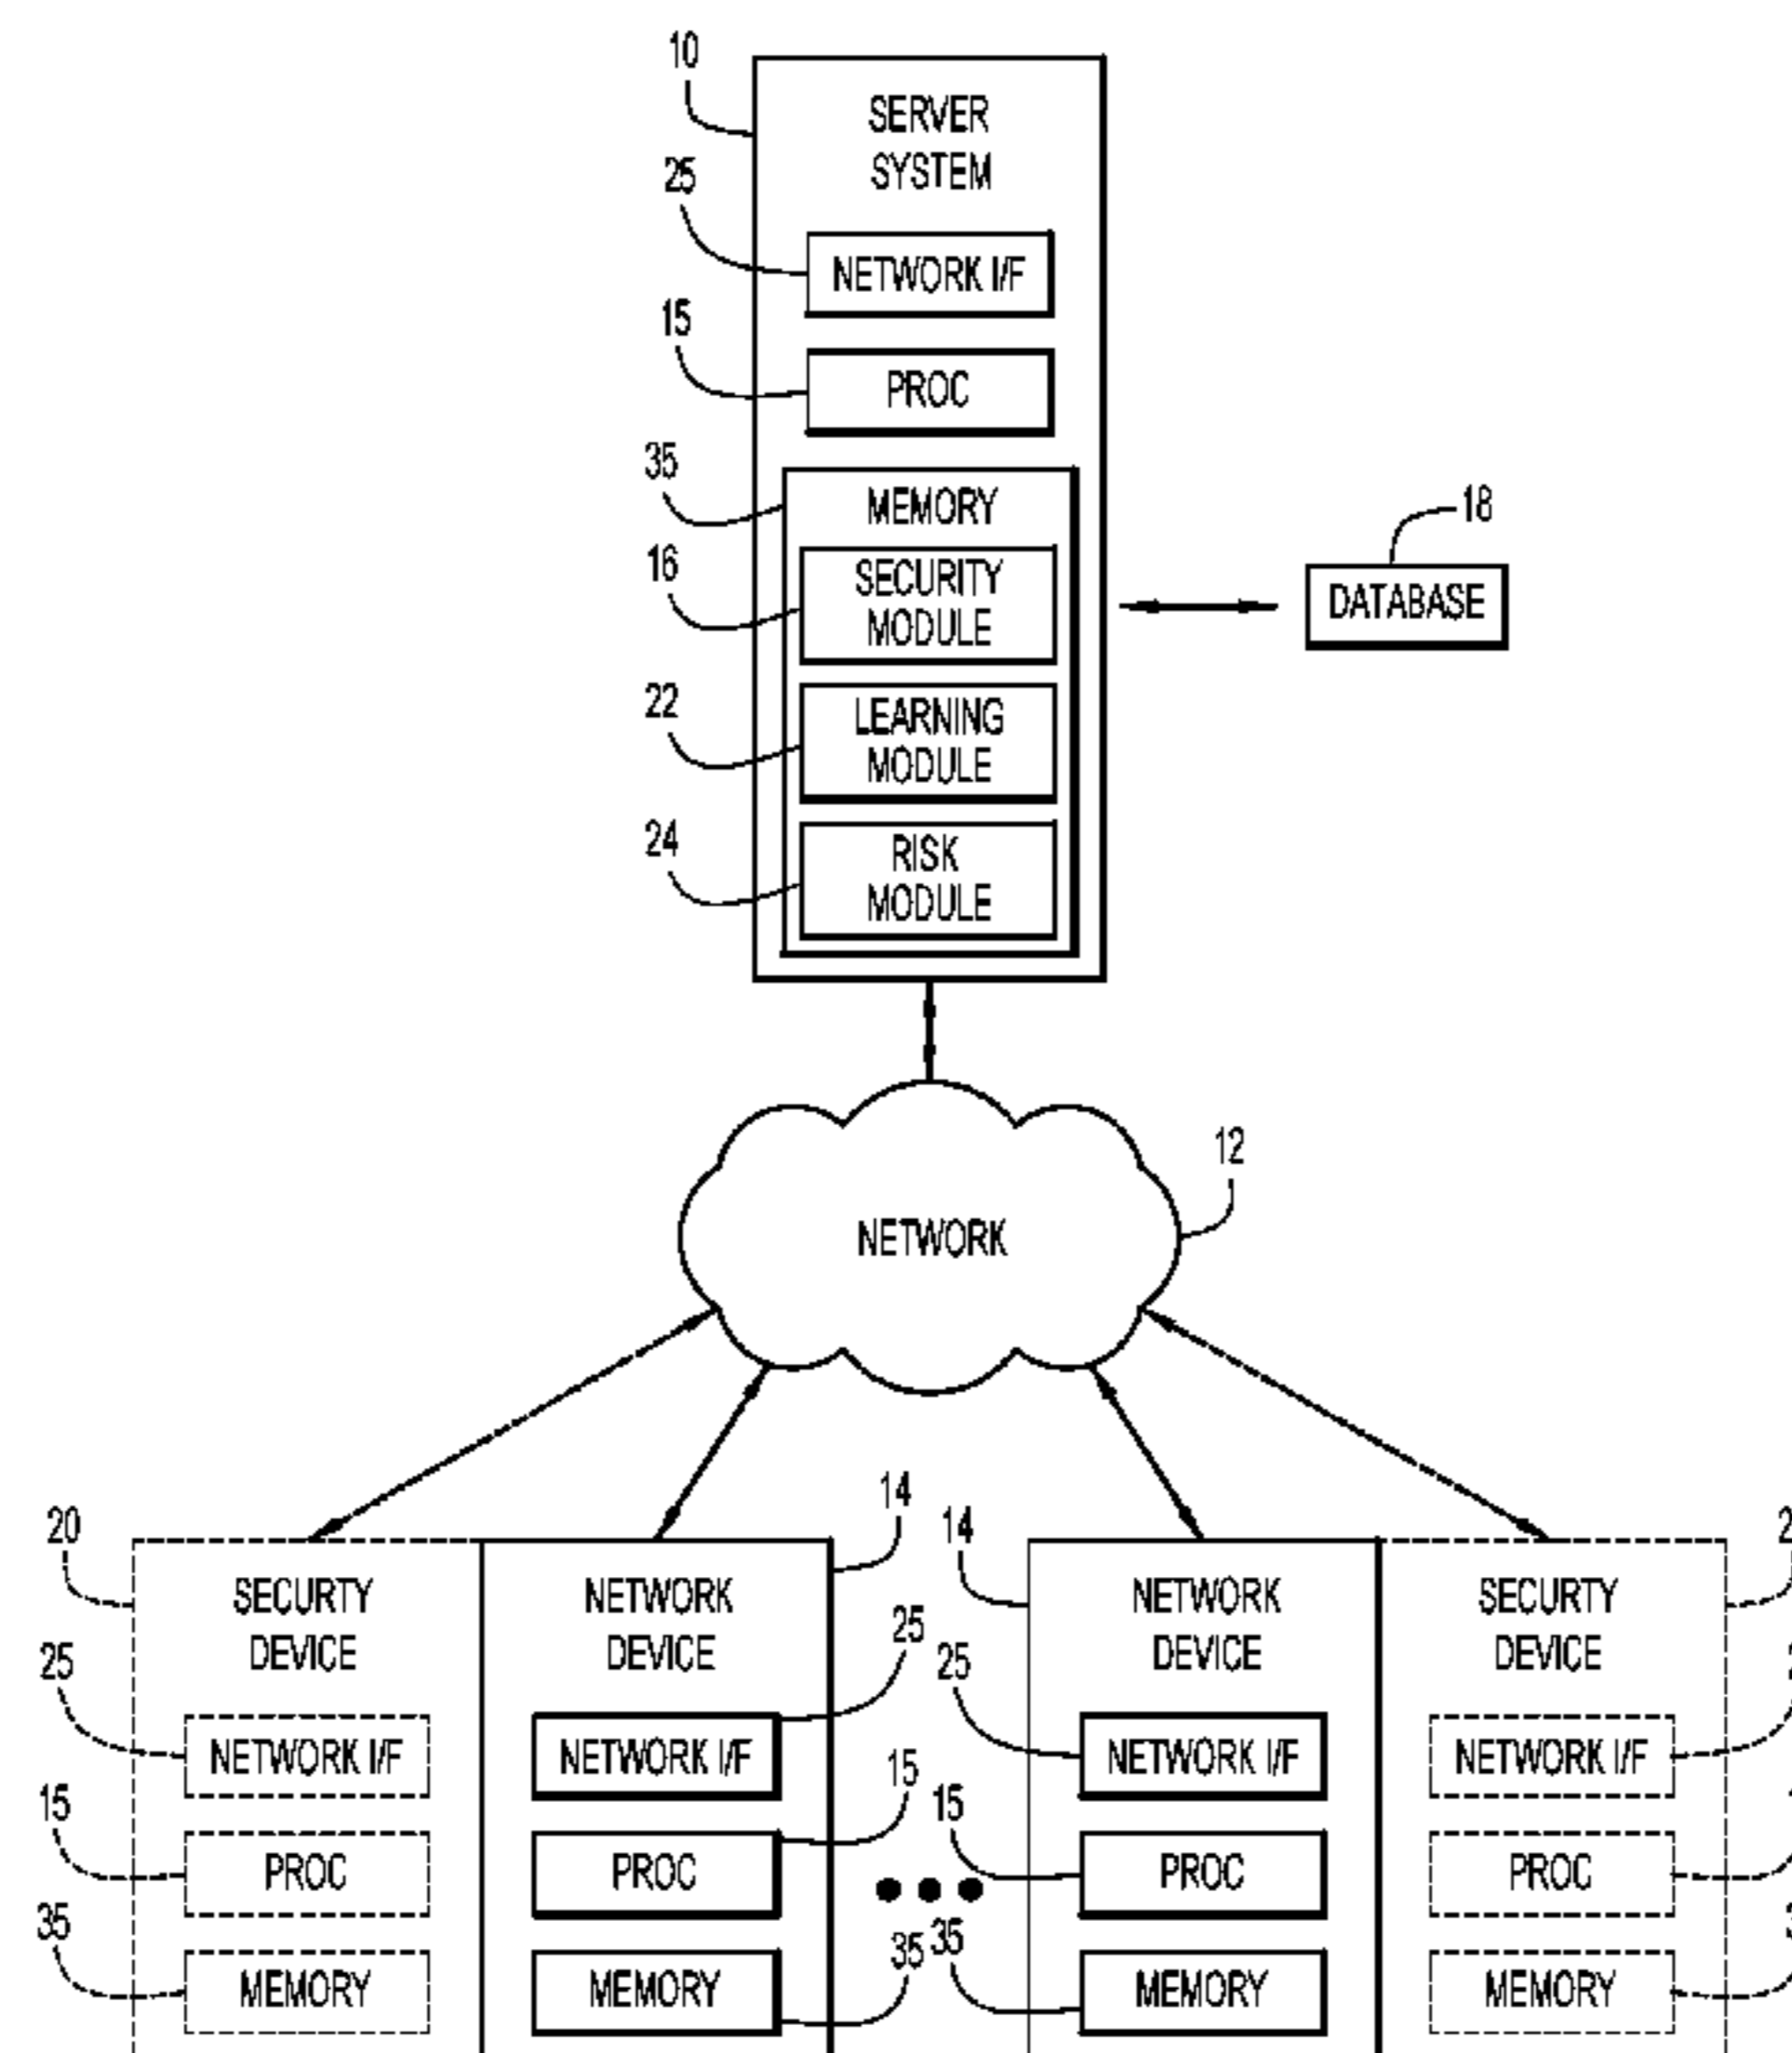 10
SERVER
SYSTEM
25
NETWORK I/F
15
PROC
35
MEMORY
18
16
SECURITY
MODULE
DATABASE
22
LEARNING
MODULE
24
RISK
MODULE
12
NETWORK
14
20
14
SECURTY
DEVICE
NETWORK
DEVICE
NETWORK
DEVICE
SECURTY
DEVICE
25
25
25
NETWORK I/F
NETWORK I/F
NETWORK I/F
NETWORK I/F
15
15
15
PROC
PROC
PROC
PROC
35
35
35
MEMORY
MEMORY
MEMORY
MEMORY